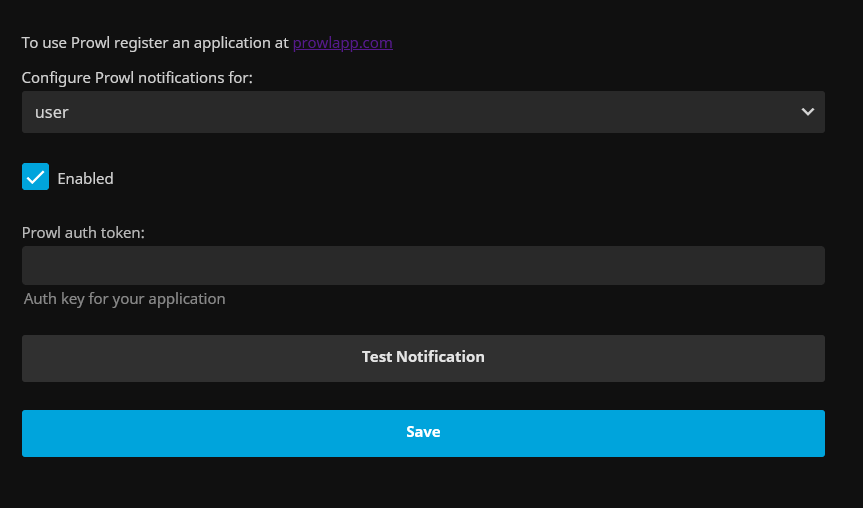 To use Prowl register an application at prowlapp.com
Configure Prowl notifications for:
user
Enabled
Prowl auth token:
Auth key for your application
Test Notification
Save